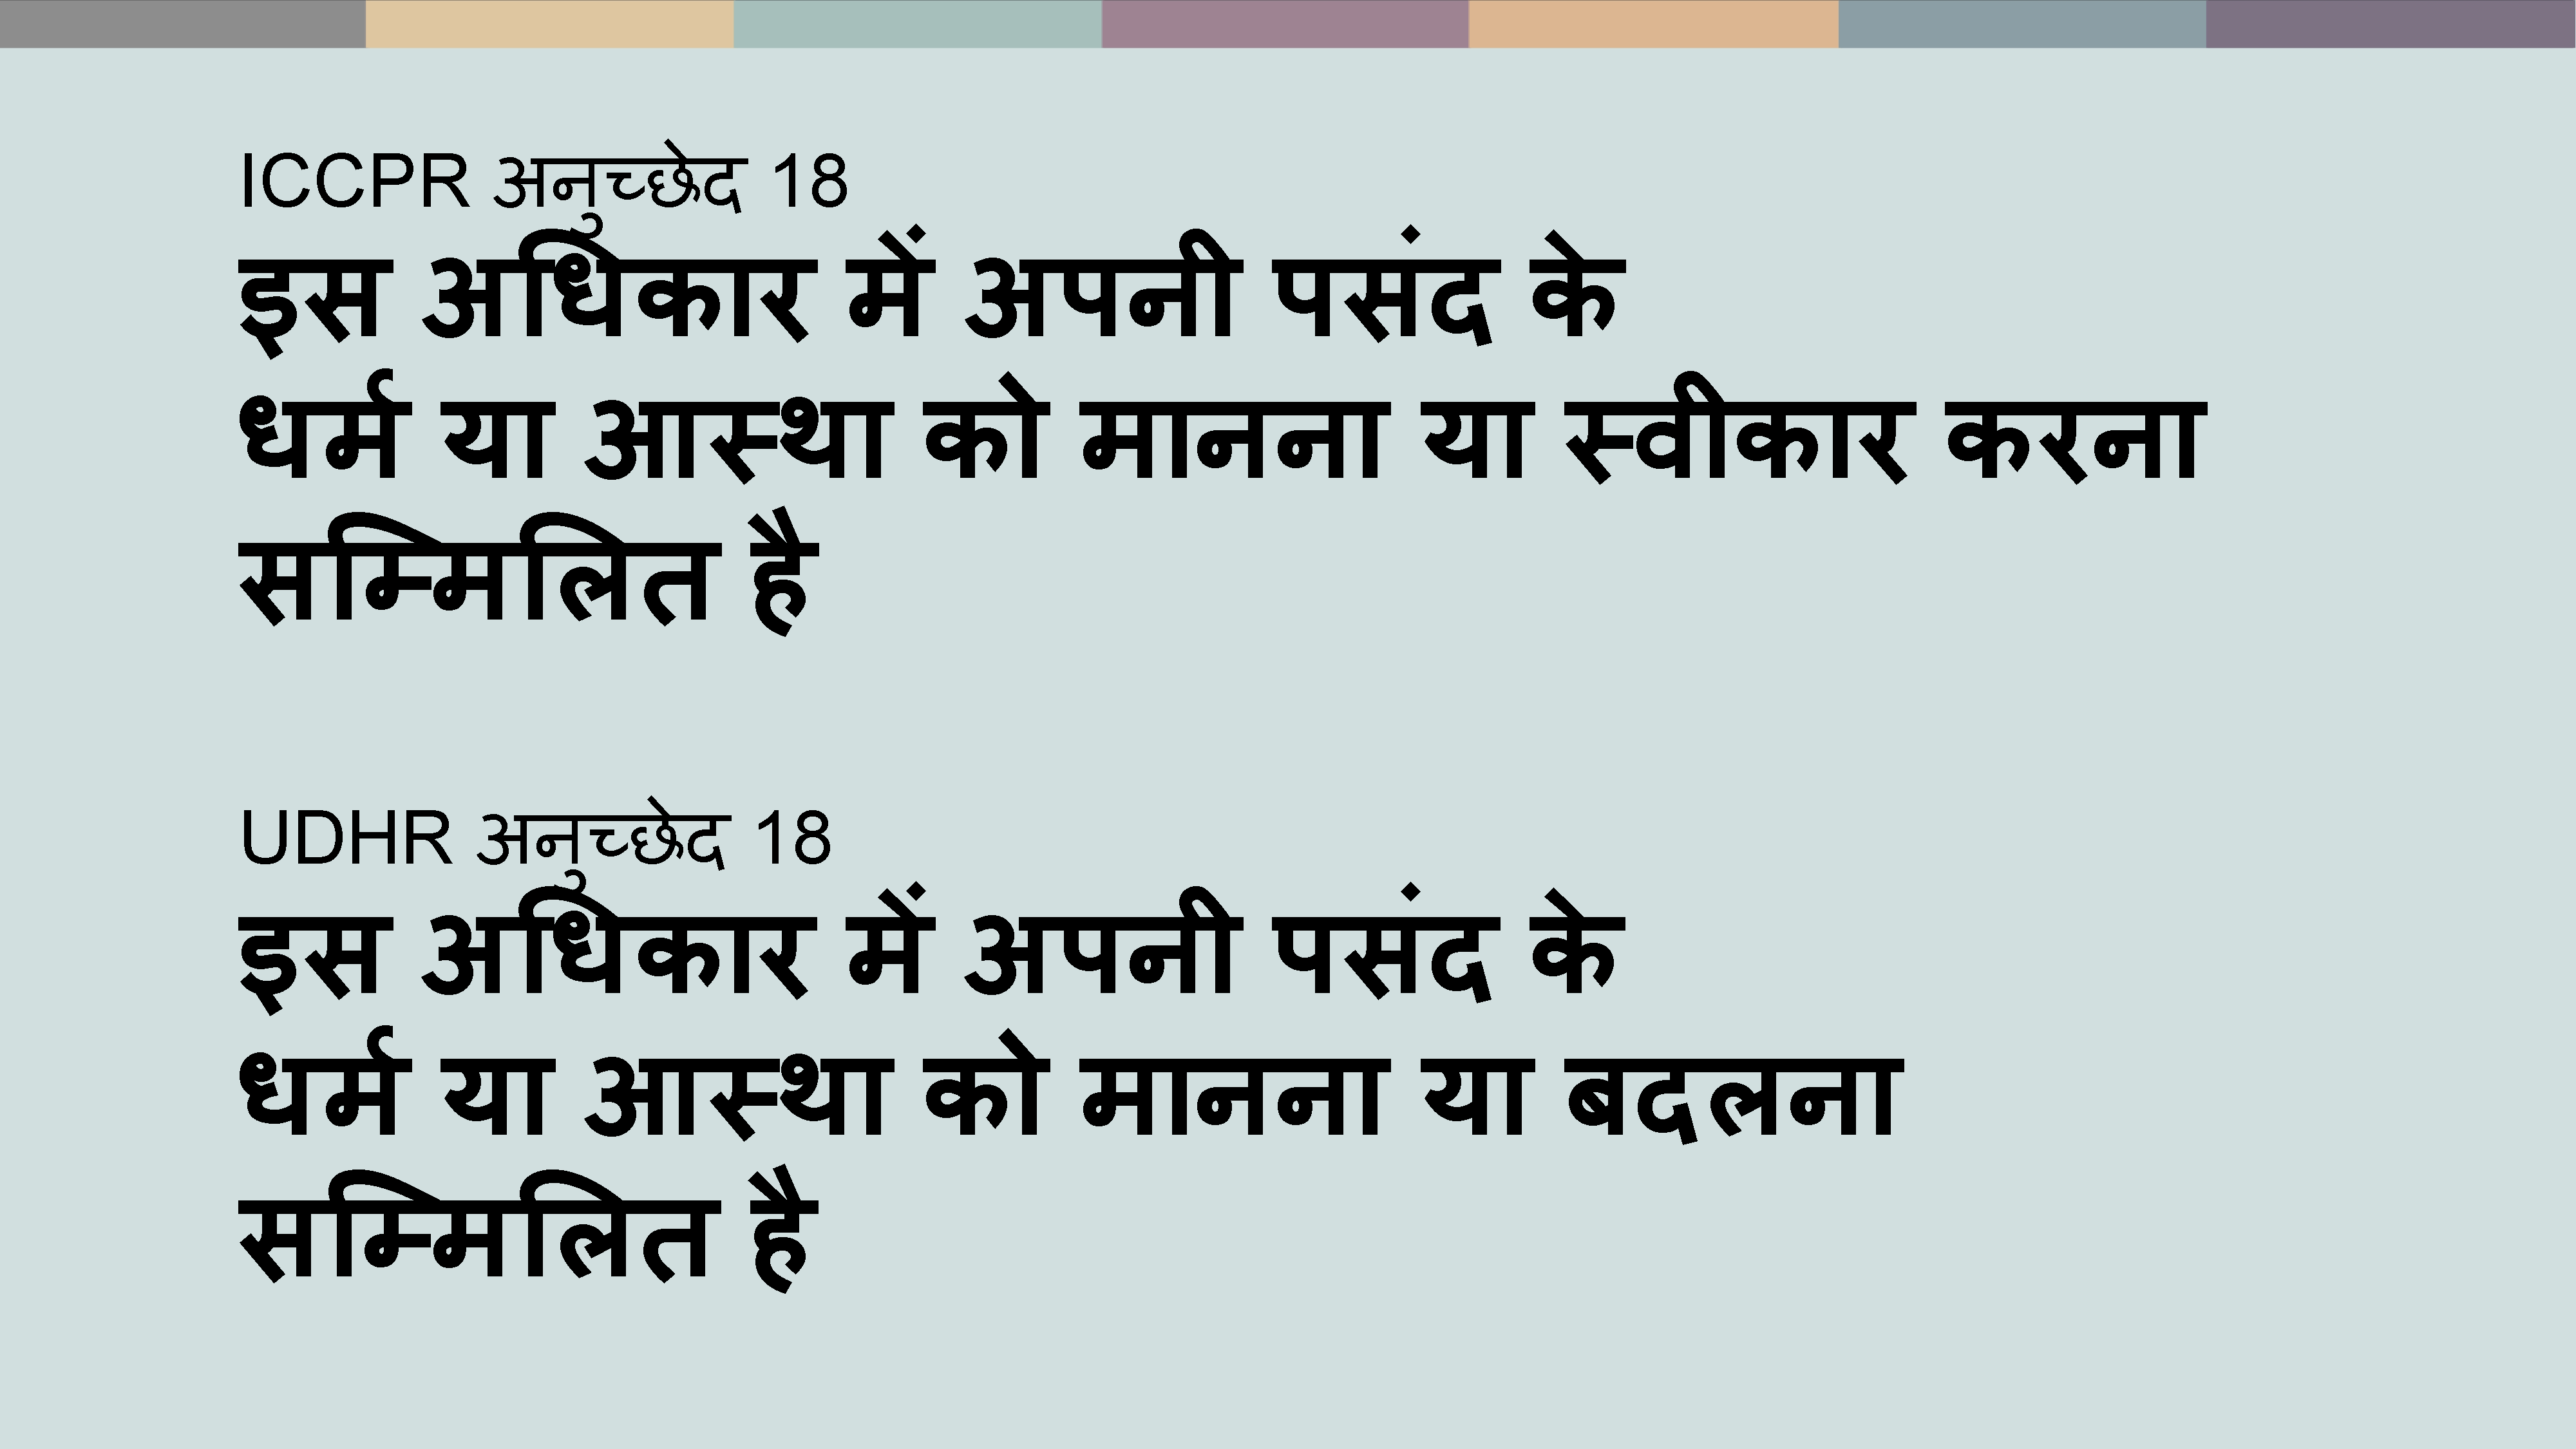 ICCPR अनुच्छेद 18
इस अधिकार में अपनी पसंद के
धर्म या आस्था को मानना या स्वीकार करना
सम्मिलित है
UDHR अनुच्छेद 18
इस अधिकार में अपनी पसंद के
धर्म या आस्था को मानना या बदलना
सम्मिलित है